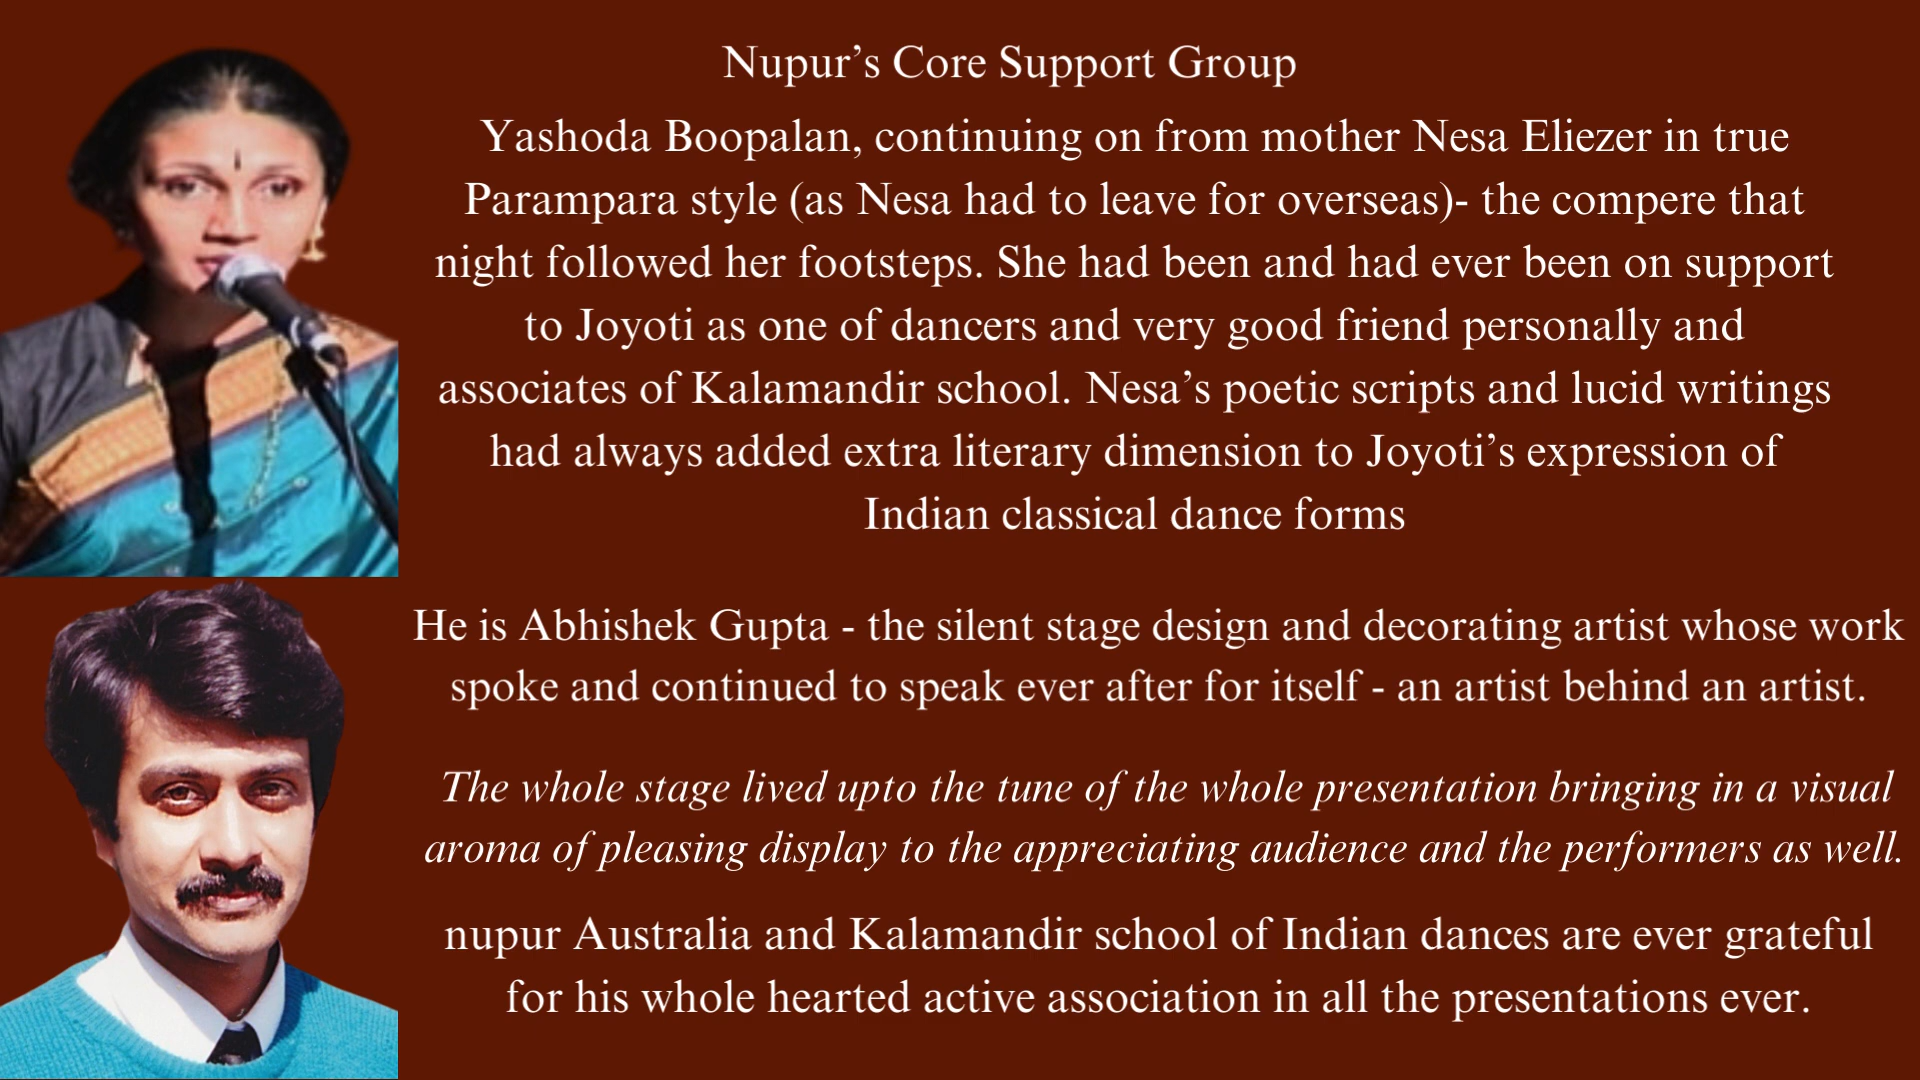 Nupur’s Core Support Group
Yashoda Boopalan, continuing on from mother Nesa Eliezer in true
Parampara style (as Nesa had to leave for overseas)- the compere that
night followed her footsteps. She had been and had ever been on support
to Joyoti as one of dancers and very good friend personally and
associates of Kalamandir school. Nesa’s poetic scripts and lucid writings
had always added extra literary dimension to Joyoti’s expression of
Indian classical dance forms
He is Abhishek Gupta - the silent stage design and decorating artist whose work
spoke and continued to speak ever after for itself - an artist behind an artist.
The whole stage lived upto the tune of the whole presentation bringing in a visual
aroma of pleasing display to the appreciating audience and the performers as well.
nupur Australia and Kalamandir school of Indian dances are ever grateful
for his whole hearted active association in all the presentations ever.